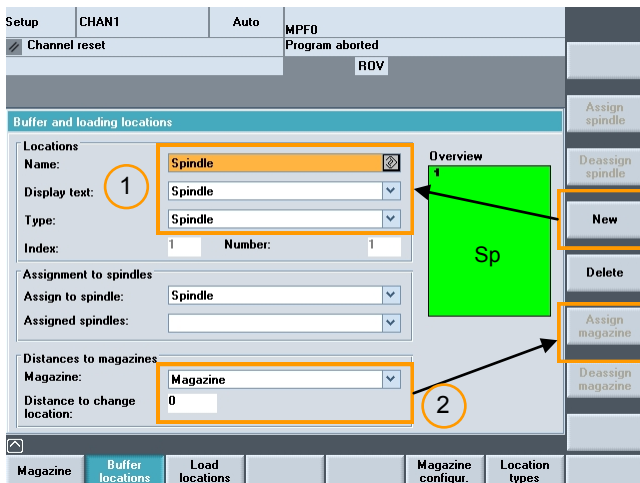 Setup
CHAN1
Auto
MPF0
Channel reset
Program aborted
ROV
Assign spindle
Deassign spindle
New
Delete
Assign magazine
Deassign magazine
Buffer and loading locations
Locations
Name:
Spindle
Display text:
Spindle
Type:
Spindle
Index:
1
Number:
1
1
Overview
1
Sp
Assignment to spindles
Assign to spindle:
Spindle
Assigned spindles:
Distances to magazines
Magazine:
Magazine
Distance to change
location:
0
2
Magazine
Buffer
locations
Load
locations
Magazine
configur.
Location
types